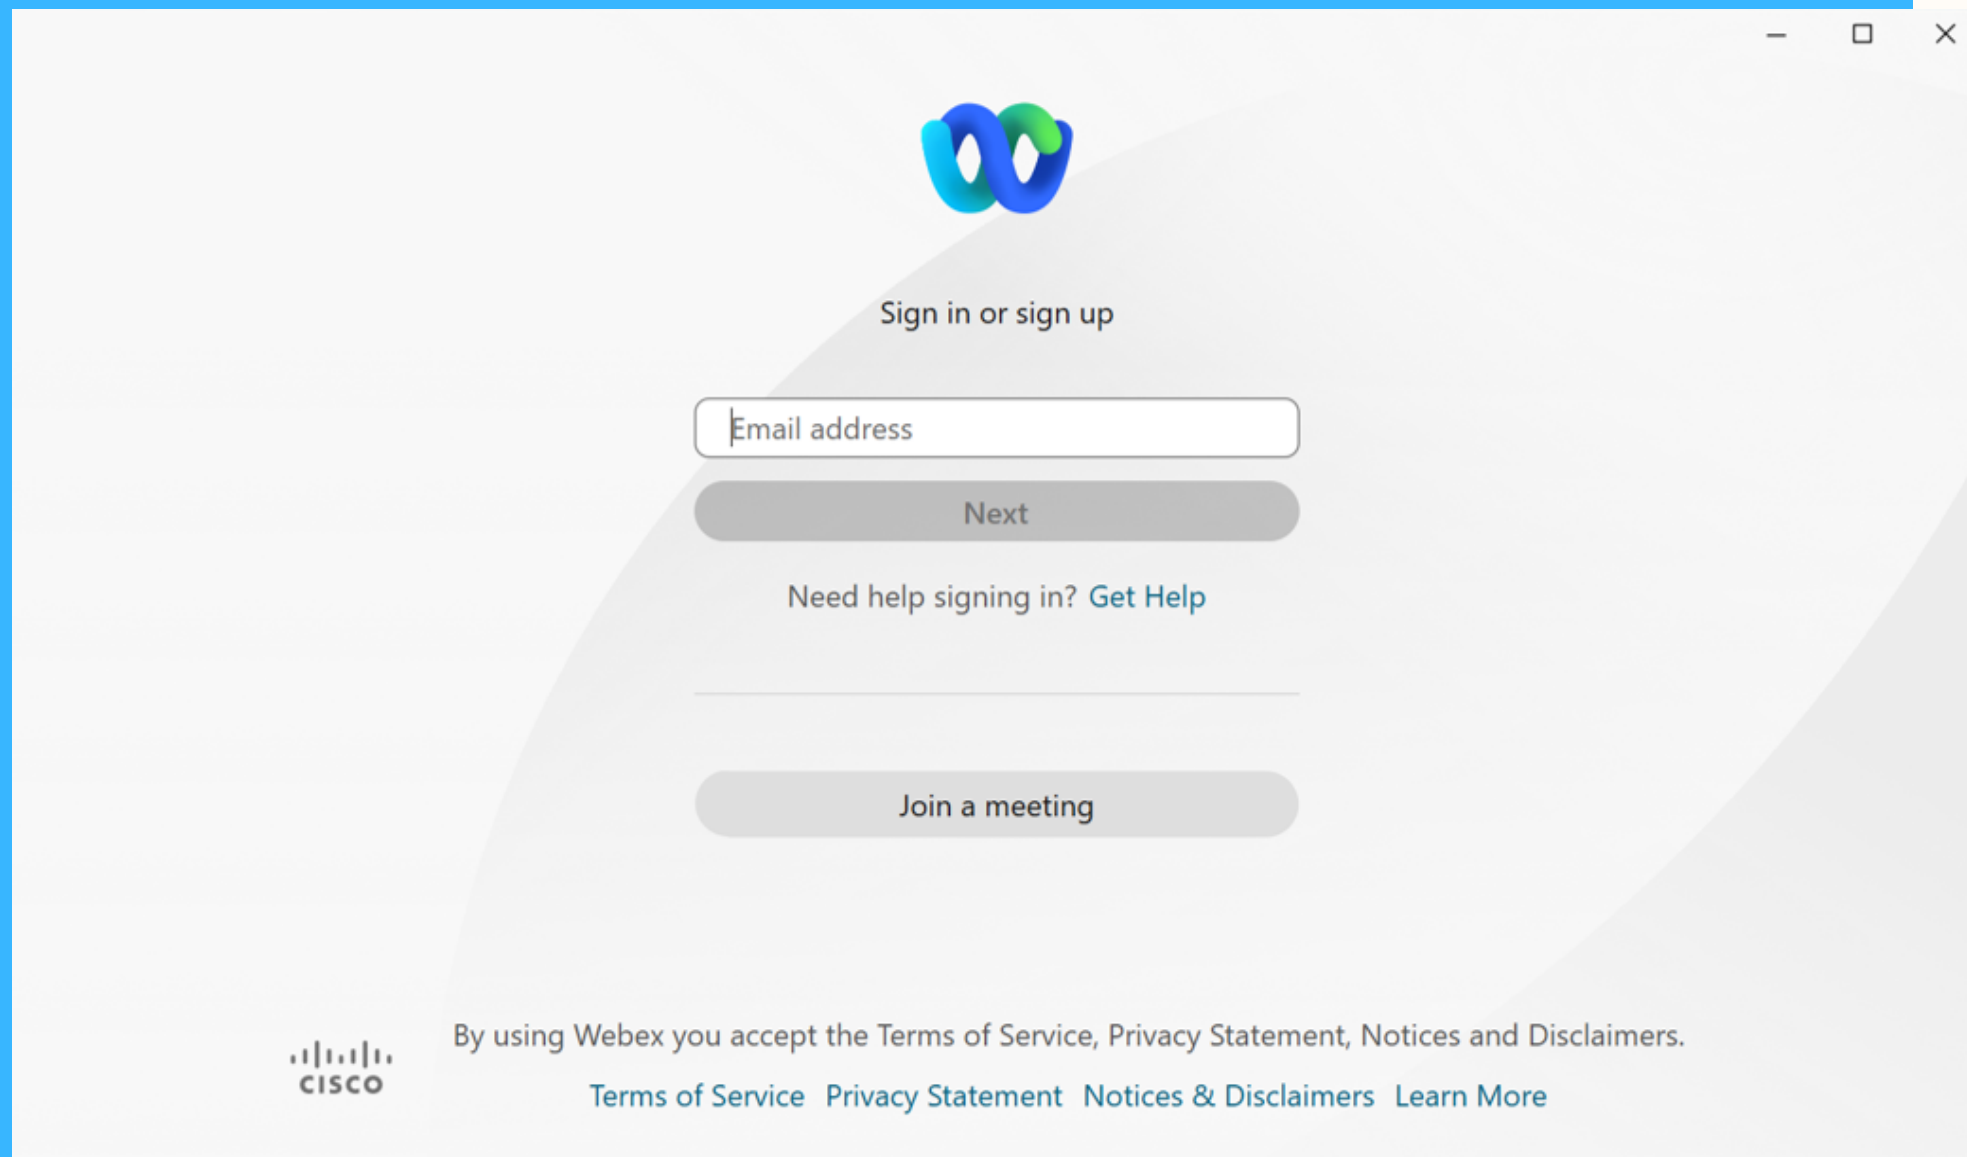 Sign in or sign up
Email address
Next
Need help signing in? Get Help
Join a meeting
By using Webex you accept the Terms of Service, Privacy Statement, Notices and Disclaimers.
CISCO
Terms of Service Privacy Statement Notices & Disclaimers Learn More